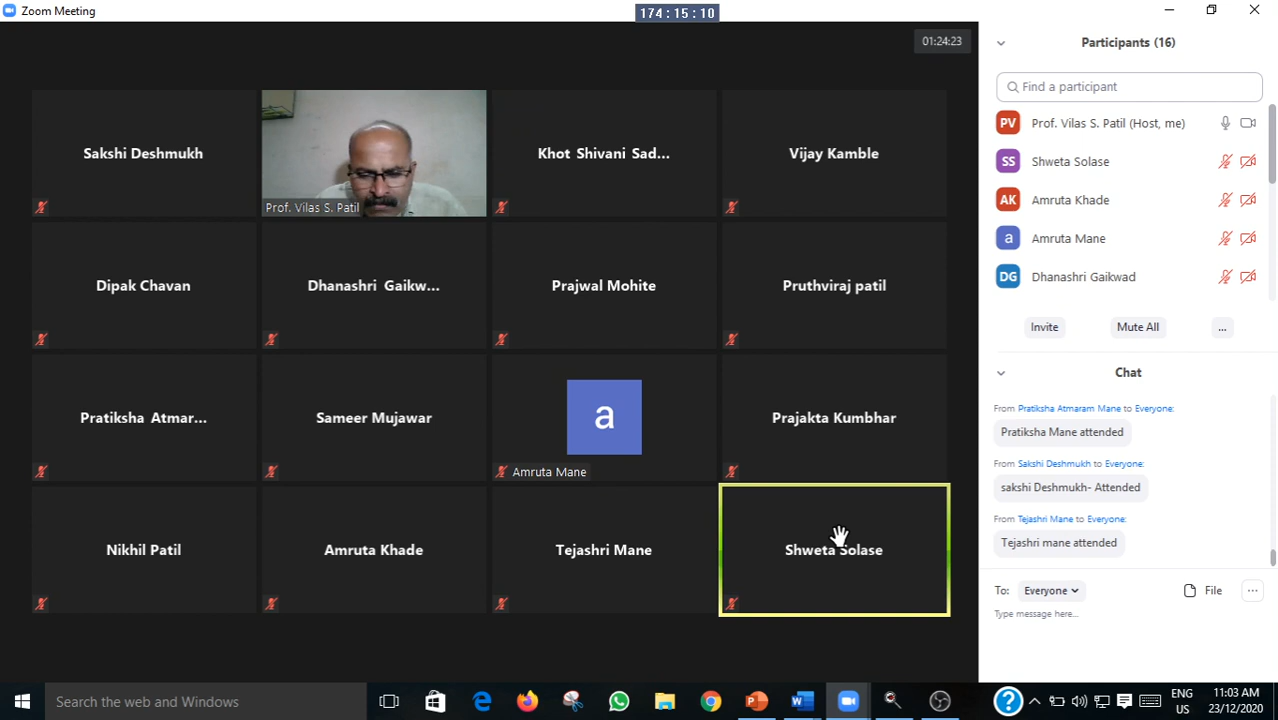 Zoom Meeting
174:15:10
01:24:23
Sakshi Deshmukh
Prof. Vilas S. Patil
Khot Shivani Sad...
Vijay Kamble
Dipak Chavan
Dhanashri Gaikw...
Prajwal Mohite
Pruthviraj patil
Pratiksha Atmar...
Sameer Mujawar
a
Amruta Mane
Prajakta Kumbhar
Nikhil Patil
Amruta Khade
Tejashri Mane
Shweta Solase
Participants (16)
Find a participant
PV Prof. Vilas S. Patil (Host, me)
SS Shweta Solase
AK Amruta Khade
a Amruta Mane
DG Dhanashri Gaikwad
Invite Mute All ...
Chat
From Pratiksha Atmaram Mane to Everyone:
Pratiksha Mane attended
From Sakshi Deshmukh to Everyone:
sakshi Deshmukh- Attended
From Tejashri Mane to Everyone:
Tejashri mane attended
To: Everyone File ...
Type message here...
Search the web and Windows
ENG
US
11:03 AM
23/12/2020